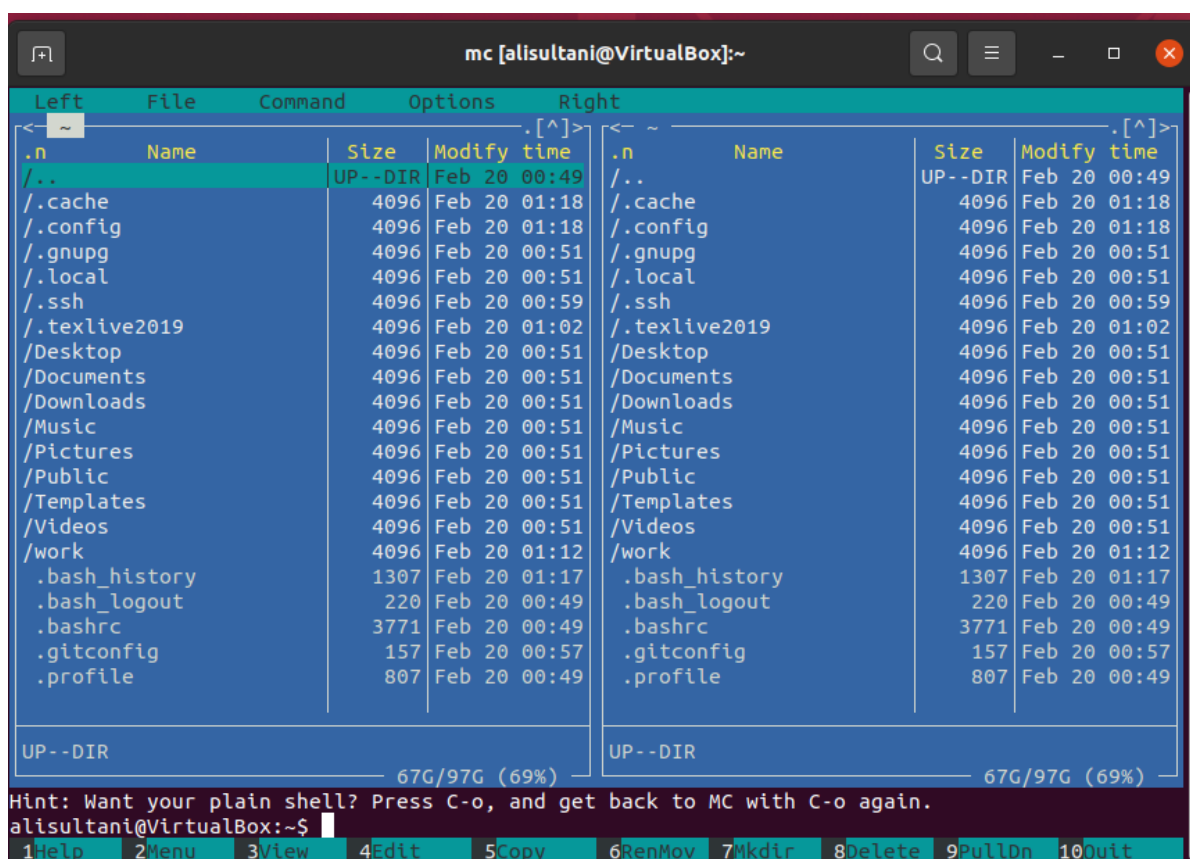 mc [alisultani@VirtualBox]:~
Left File Command Options Right
<- ~ .[^]> <- ~ .[^]>
.n Name Size Modify time .n Name Size Modify time
/.. UP--DIR Feb 20 00:49 /.. UP--DIR Feb 20 00:49
/.cache 4096 Feb 20 01:18 /.cache 4096 Feb 20 01:18
/.config 4096 Feb 20 01:18 /.config 4096 Feb 20 01:18
/.gnupg 4096 Feb 20 00:51 /.gnupg 4096 Feb 20 00:51
/.local 4096 Feb 20 00:51 /.local 4096 Feb 20 00:51
/.ssh 4096 Feb 20 00:59 /.ssh 4096 Feb 20 00:59
/.texlive2019 4096 Feb 20 01:02 /.texlive2019 4096 Feb 20 01:02
/Desktop 4096 Feb 20 00:51 /Desktop 4096 Feb 20 00:51
/Documents 4096 Feb 20 00:51 /Documents 4096 Feb 20 00:51
/Downloads 4096 Feb 20 00:51 /Downloads 4096 Feb 20 00:51
/Music 4096 Feb 20 00:51 /Music 4096 Feb 20 00:51
/Pictures 4096 Feb 20 00:51 /Pictures 4096 Feb 20 00:51
/Public 4096 Feb 20 00:51 /Public 4096 Feb 20 00:51
/Templates 4096 Feb 20 00:51 /Templates 4096 Feb 20 00:51
/Videos 4096 Feb 20 00:51 /Videos 4096 Feb 20 00:51
/work 4096 Feb 20 01:12 /work 4096 Feb 20 01:12
.bash_history 1307 Feb 20 01:17 .bash_history 1307 Feb 20 01:17
.bash_logout 220 Feb 20 00:49 .bash_logout 220 Feb 20 00:49
.bashrc 3771 Feb 20 00:49 .bashrc 3771 Feb 20 00:49
.gitconfig 157 Feb 20 00:57 .gitconfig 157 Feb 20 00:57
.profile 807 Feb 20 00:49 .profile 807 Feb 20 00:49
UP--DIR UP--DIR
67G/97G (69%) 67G/97G (69%)
Hint: Want your plain shell? Press C-o, and get back to MC with C-o again.
alisultani@VirtualBox:~$
1Help 2Menu 3View 4Edit 5Copy 6RenMov 7Mkdir 8Delete 9PullDn 10Quit